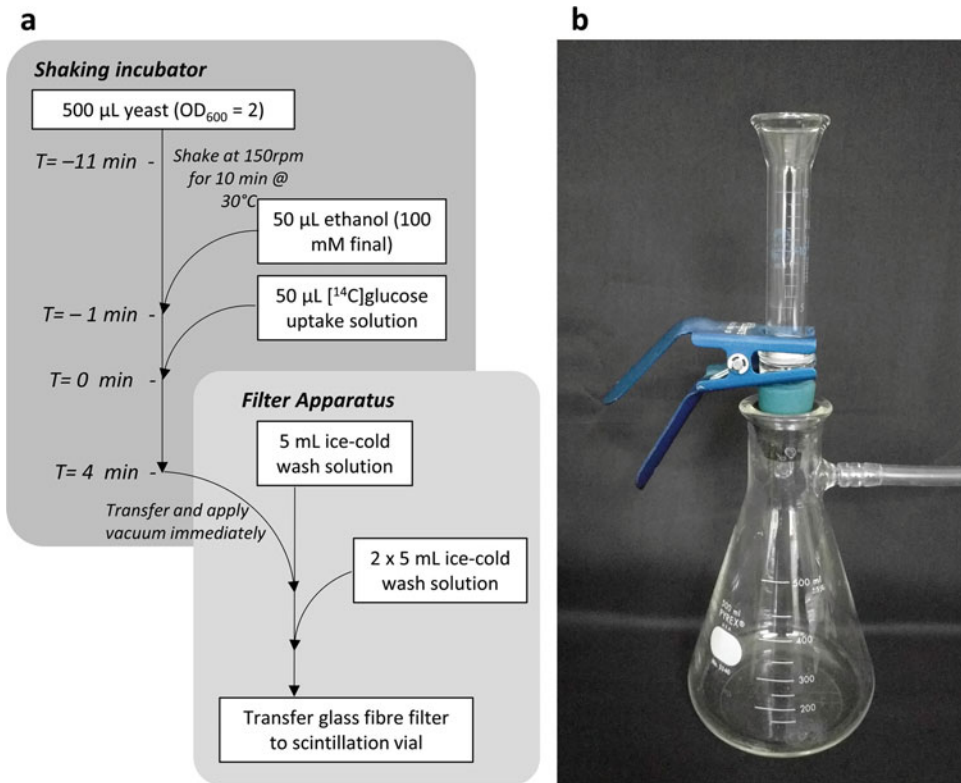 a
Shaking incubator
500 µL yeast (OD600 = 2)
T= –11 min -
Shake at 150rpm
for 10 min @
30°C
50 µL ethanol (100
mM final)
T= – 1 min -
50 µL [14C]glucose
uptake solution
T= 0 min -
Filter Apparatus
5 mL ice-cold
wash solution
T= 4 min -
Transfer and apply
vacuum immediately
2 x 5 mL ice-cold
wash solution
Transfer glass fibre filter
to scintillation vial
b
500 ml
PYREX®
400
300
200